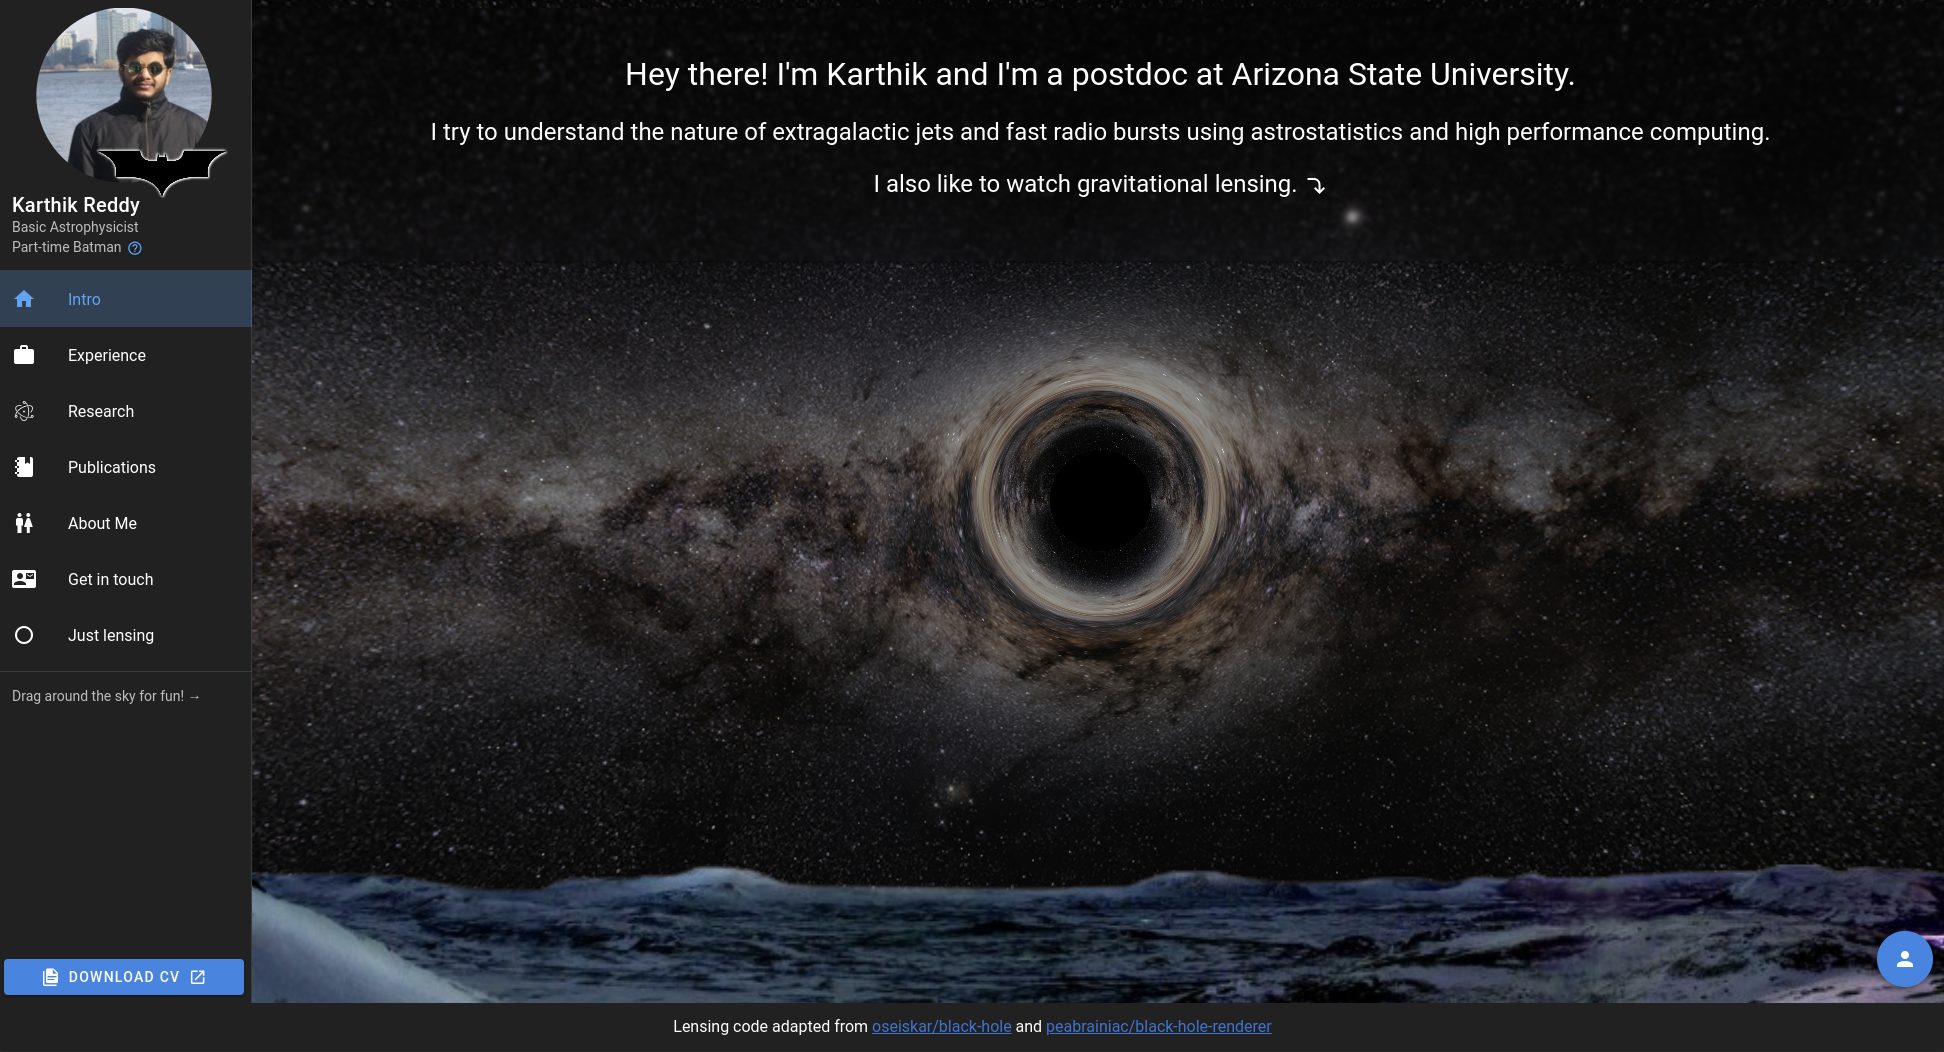 Karthik Reddy
Basic Astrophysicist
Part-time Batman
Intro
Experience
Research
Publications
About Me
Get in touch
Just lensing
Drag around the sky for fun! →
DOWNLOAD CV
Hey there! I'm Karthik and I'm a postdoc at Arizona State University.
I try to understand the nature of extragalactic jets and fast radio bursts using astrostatistics and high performance computing.
I also like to watch gravitational lensing. ⤵
Lensing code adapted from oseiskar/black-hole and peabrainiac/black-hole-renderer